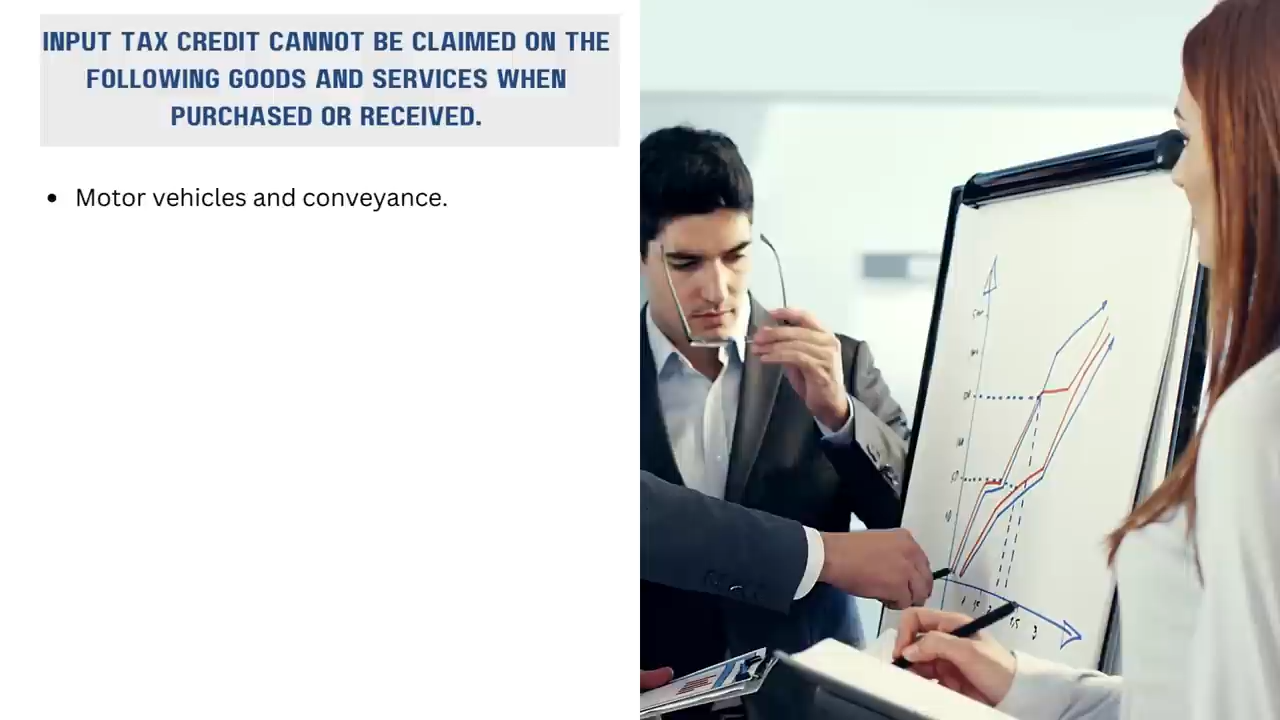 INPUT TAX CREDIT CANNOT BE CLAIMED ON THE
FOLLOWING GOODS AND SERVICES WHEN
PURCHASED OR RECEIVED.
• Motor vehicles and conveyance.